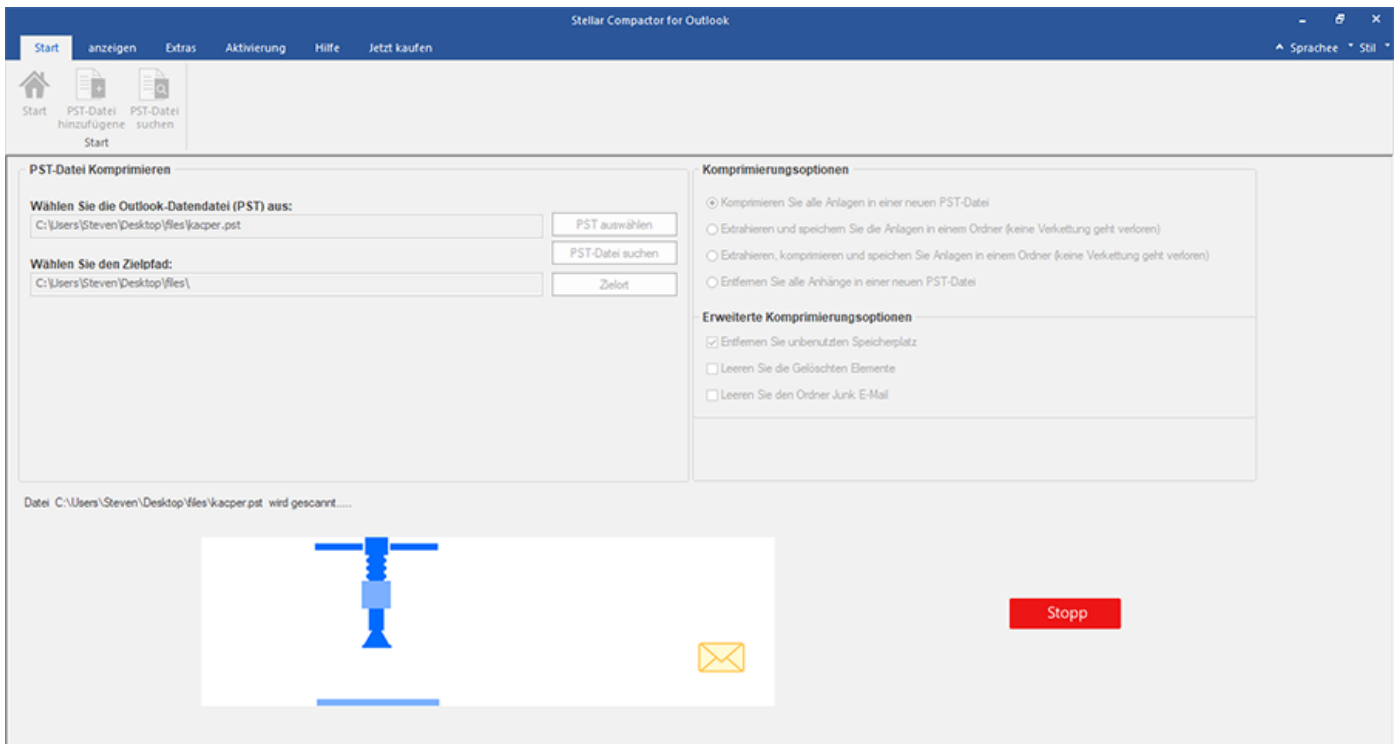 Stellar Compactor for Outlook
Start anzeigen Extras Aktivierung Hilfe Jetzt kaufen Sprachee Stil
Start PST-Datei hinzufügene PST-Datei suchen
Start
PST-Datei Komprimieren
Wählen Sie die Outlook-Datendatei (PST) aus:
C:\Users\Steven\Desktop\files\kacper.pst
PST auswählen
PST-Datei suchen
Wählen Sie den Zielpfad:
C:\Users\Steven\Desktop\files\
Zielort
Komprimierungsoptionen
Komprimieren Sie alle Anlagen in einer neuen PST-Datei
Extrahieren und speichern Sie die Anlagen in einem Ordner (keine Verkettung geht verloren)
Extrahieren, komprimieren und speichen Sie Anlagen in einem Ordner (keine Verkettung geht verloren)
Entfernen Sie alle Anhänge in einer neuen PST-Datei
Erweiterte Komprimierungsoptionen
Entfernen Sie unbenutzten Speicherplatz
Leeren Sie die Gelöschten Elemente
Leeren Sie den Ordner Junk E-Mail
Datei C:\Users\Steven\Desktop\files\kacper.pst wird gescannt.....
Stopp